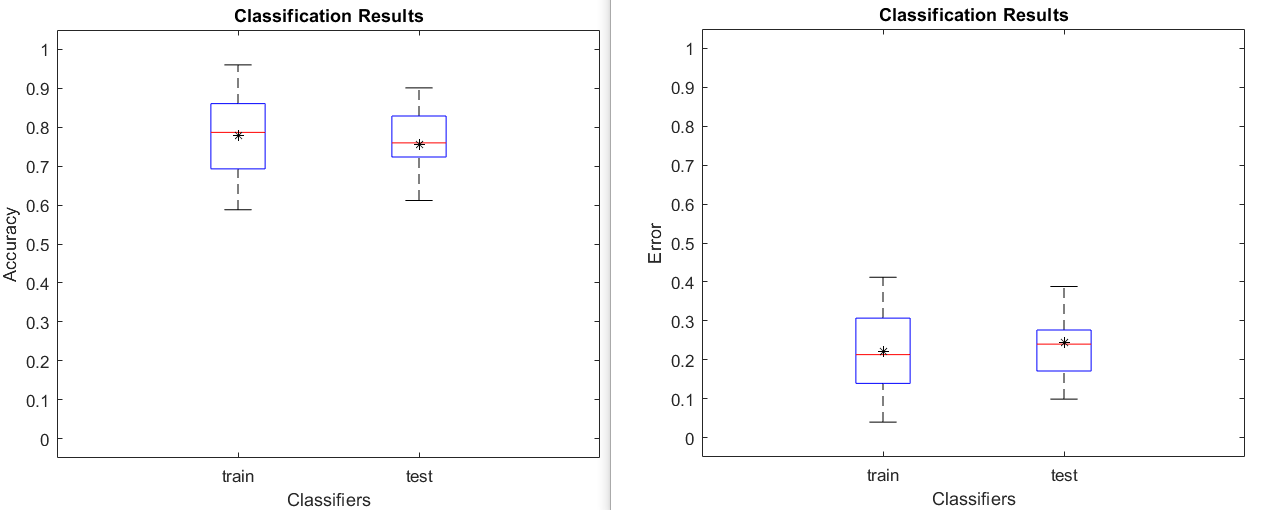 Classification Results
1
0.9
0.8
0.7
0.6
0.5
0.4
0.3
0.2
0.1
0
Accuracy
train test
Classifiers
Classification Results
1
0.9
0.8
0.7
0.6
0.5
0.4
0.3
0.2
0.1
0
Error
train test
Classifiers